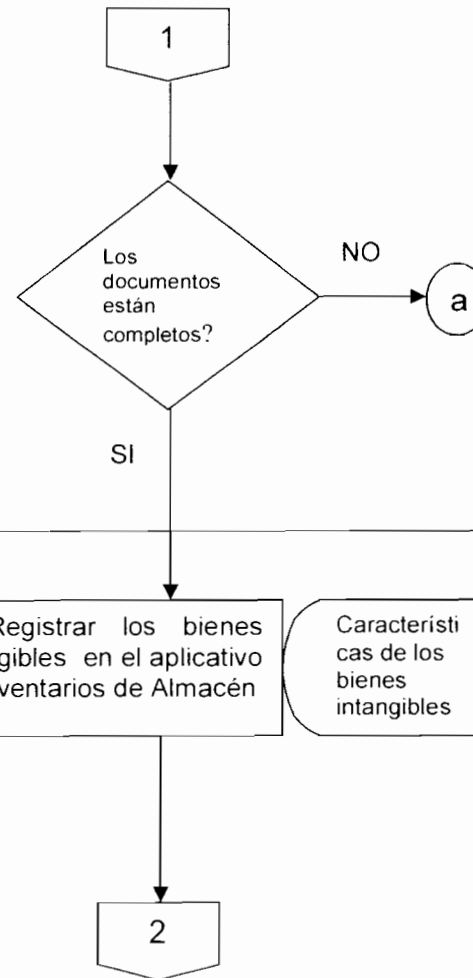 1
Los
documentos
están
completos?
NO
a
SI
Registrar los bienes
gibles en el aplicativo
ventarios de Almacén
Característi
cas de los
bienes
intangibles
2